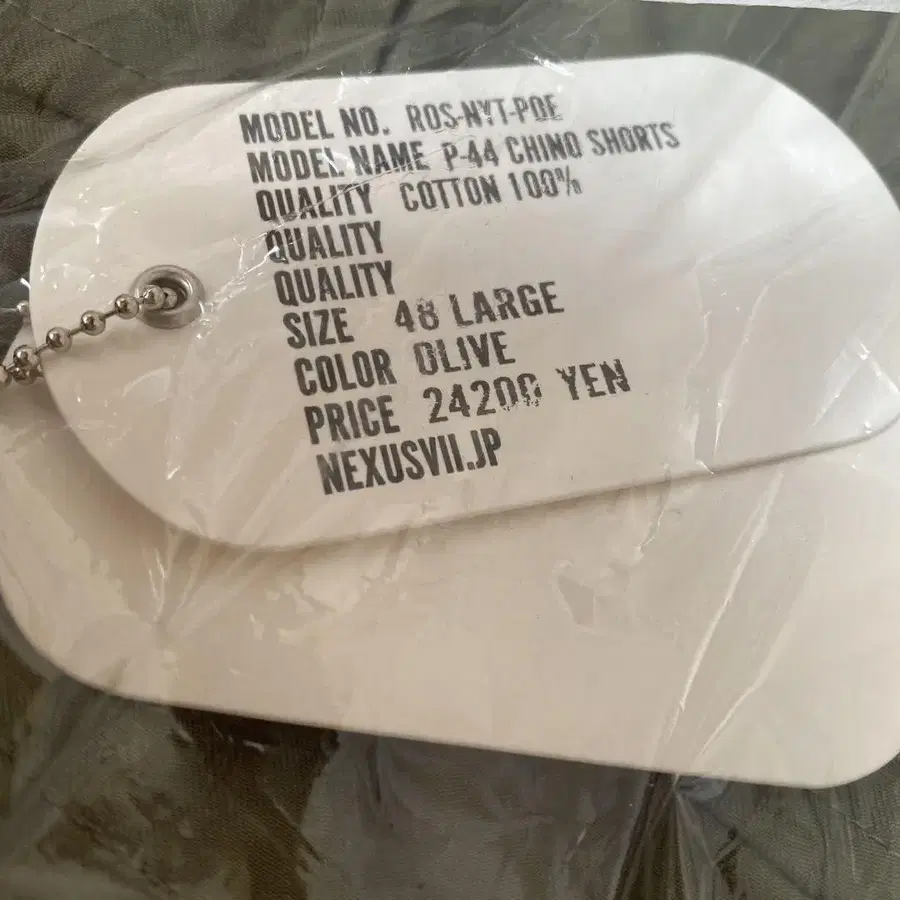 MODEL NO. ROS-NYT-POE
MODEL NAME P-44 CHINO SHORTS
QUALITY COTTON 100%
QUALITY
QUALITY
SIZE 48 LARGE
COLOR OLIVE
PRICE 24200 YEN
NEXUSVII.JP